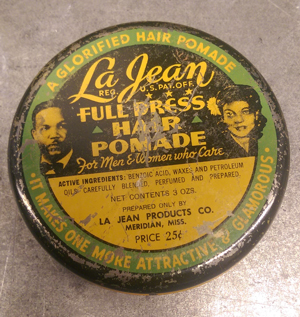 A GLORIFIED HAIR POMADE
La Jean
REG. U.S. PAT. OFF.
FULL DRESS
HAIR
POMADE
For Men & Women who Care
ACTIVE INGREDIENTS: BENZOIC ACID, WAXES AND PETROLEUM
OILS CAREFULLY BLENDED, PERFUMED AND PREPARED.
NET CONTENTS 3 OZS.
PREPARED ONLY BY
LA JEAN PRODUCTS CO.
MERIDIAN, MISS.
PRICE 25¢
• IT MAKES ONE MORE ATTRACTIVE & GLAMOROUS •